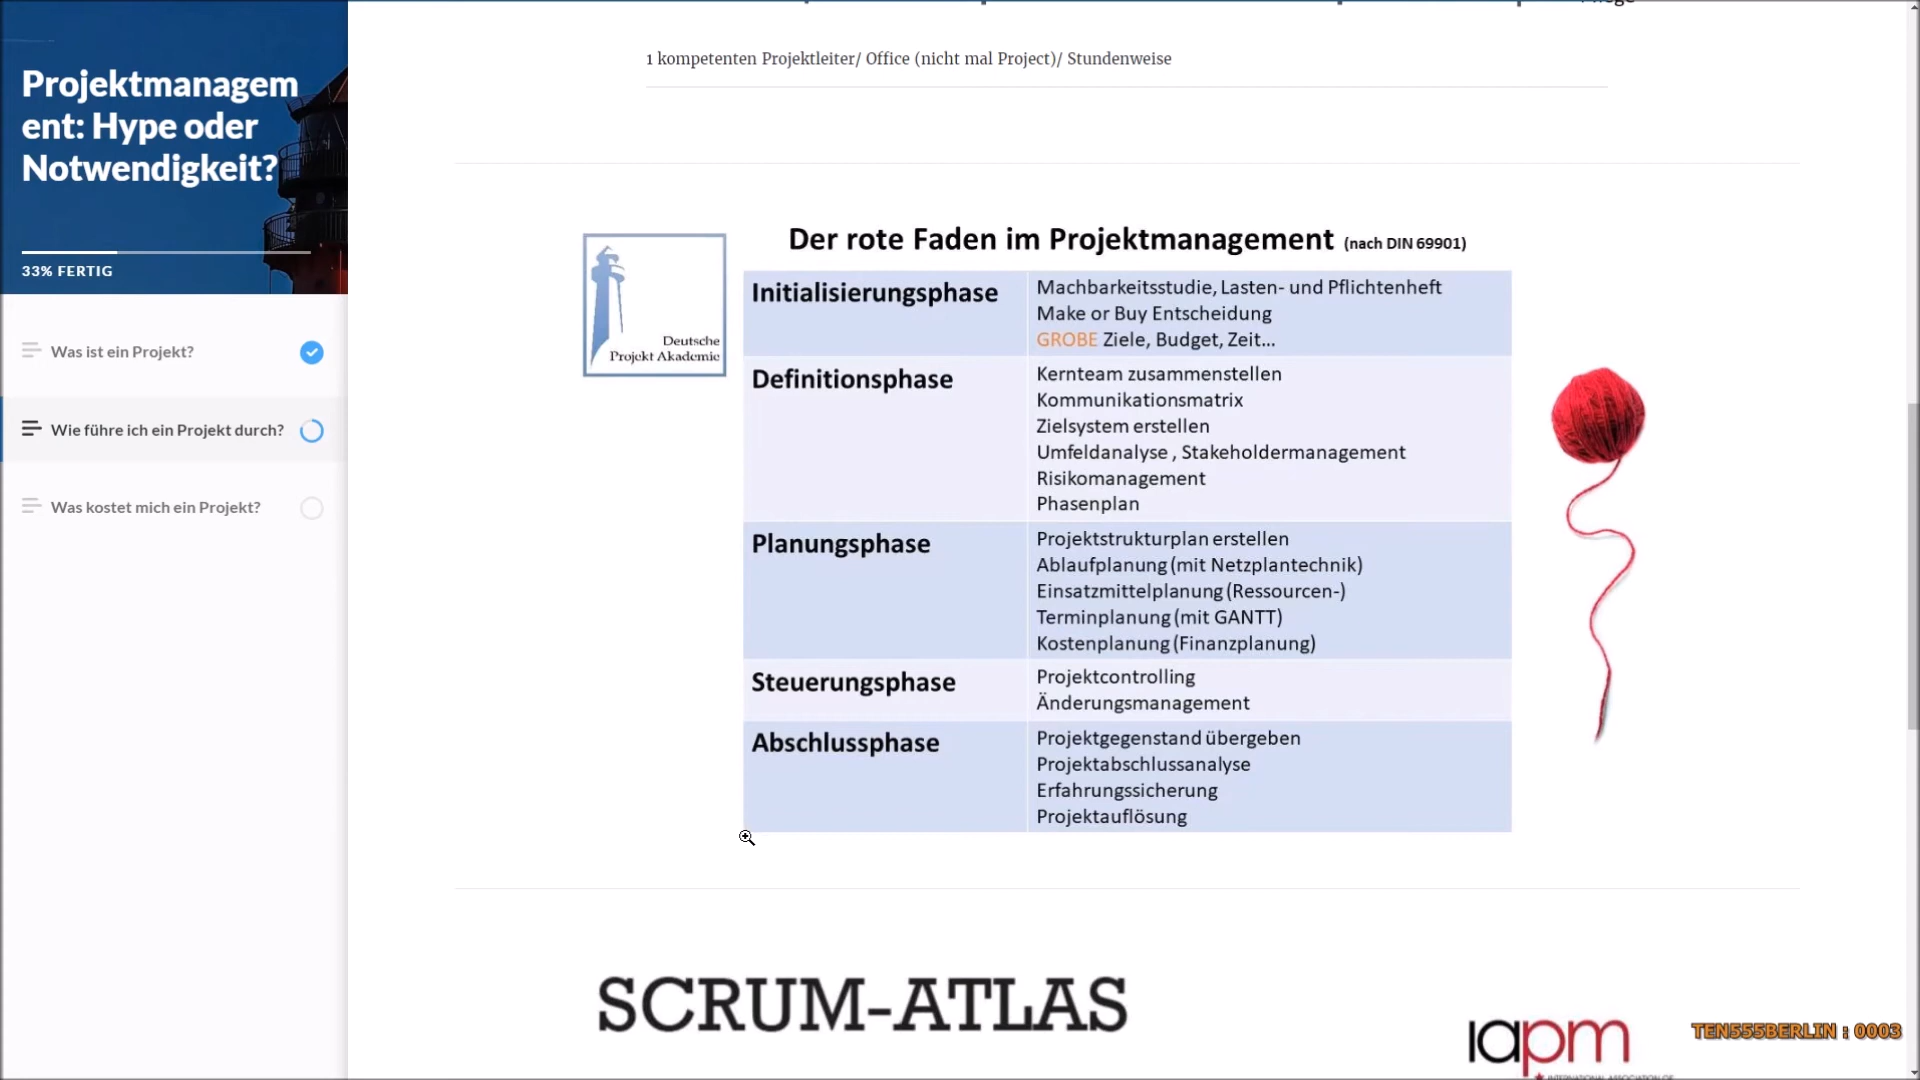 Projektmanagem
ent: Hype oder
Notwendigkeit?
33% FERTIG
Was ist ein Projekt?
Wie führe ich ein Projekt durch?
Was kostet mich ein Projekt?
1 kompetenten Projektleiter/ Office (nicht mal Project)/ Stundenweise
Deutsche
Projekt Akademie
Der rote Faden im Projektmanagement (nach DIN 69901)
Initialisierungsphase
Machbarkeitsstudie, Lasten- und Pflichtenheft
Make or Buy Entscheidung
GROBE Ziele, Budget, Zeit...
Definitionsphase
Kernteam zusammenstellen
Kommunikationsmatrix
Zielsystem erstellen
Umfeldanalyse , Stakeholdermanagement
Risikomanagement
Phasenplan
Planungsphase
Projektstrukturplan erstellen
Ablaufplanung (mit Netzplantechnik)
Einsatzmittelplanung (Ressourcen-)
Terminplanung (mit GANTT)
Kostenplanung (Finanzplanung)
Steuerungsphase
Projektcontrolling
Änderungsmanagement
Abschlussphase
Projektgegenstand übergeben
Projektabschlussanalyse
Erfahrungssicherung
Projektauflösung
SCRUM-ATLAS
iapm
TEN555BERLIN : 0003